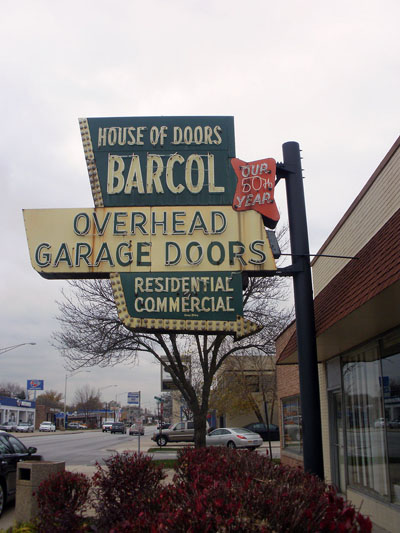 HOUSE OF DOORS
BARCOL
OUR
50th
YEAR
OVERHEAD
GARAGE DOORS
RESIDENTIAL
COMMERCIAL